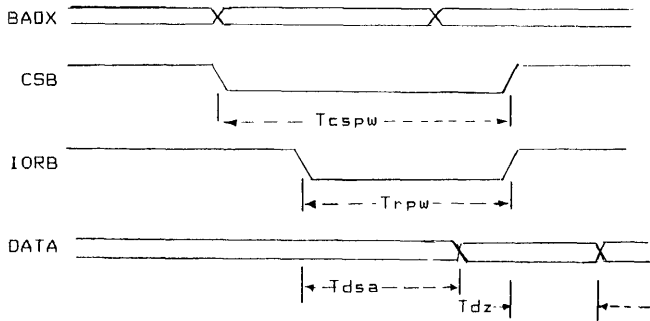 BADX
CSB
Tcspw
IORB
Trpw
DATA
Tdsa
Tdz